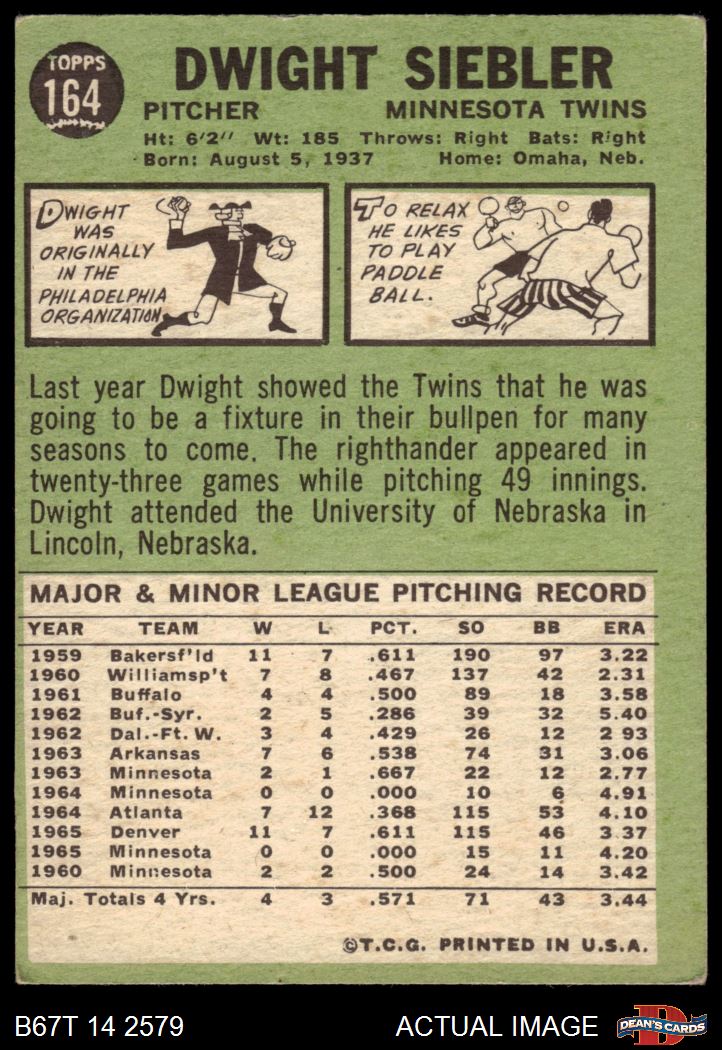 TOPPS
164
DWIGHT SIEBLER
PITCHER MINNESOTA TWINS
Ht: 6'2" Wt: 185 Throws: Right Bats: Right
Born: August 5, 1937 Home: Omaha, Neb.
DWIGHT
WAS
ORIGINALLY
IN THE
PHILADELPHIA
ORGANIZATION.
TO RELAX
HE LIKES
TO PLAY
PADDLE
BALL.
Last year Dwight showed the Twins that he was
going to be a fixture in their bullpen for many
seasons to come. The righthander appeared in
twenty-three games while pitching 49 innings.
Dwight attended the University of Nebraska in
Lincoln, Nebraska.
MAJOR & MINOR LEAGUE PITCHING RECORD
YEAR TEAM W L PCT. SO BB ERA
1959 Bakersf'ld 11 7 .611 190 97 3.22
1960 Williamsp't 7 8 .467 137 42 2.31
1961 Buffalo 4 4 .500 89 18 3.58
1962 Buf.-Syr. 2 5 .286 39 32 5.40
1962 Dal.-Ft. W. 3 4 .429 26 12 2 93
1963 Arkansas 7 6 .538 74 31 3.06
1963 Minnesota 2 1 .667 22 12 2.77
1964 Minnesota 0 0 .000 10 6 4.91
1964 Atlanta 7 12 .368 115 53 4.10
1965 Denver 11 7 .611 115 46 3.37
1965 Minnesota 0 0 .000 15 11 4.20
1960 Minnesota 2 2 .500 24 14 3.42
Maj. Totals 4 Yrs. 4 3 .571 71 43 3.44
©T.C.G. PRINTED IN U.S.A.
B67T 14 2579 ACTUAL IMAGE
DEAN'S CARDS